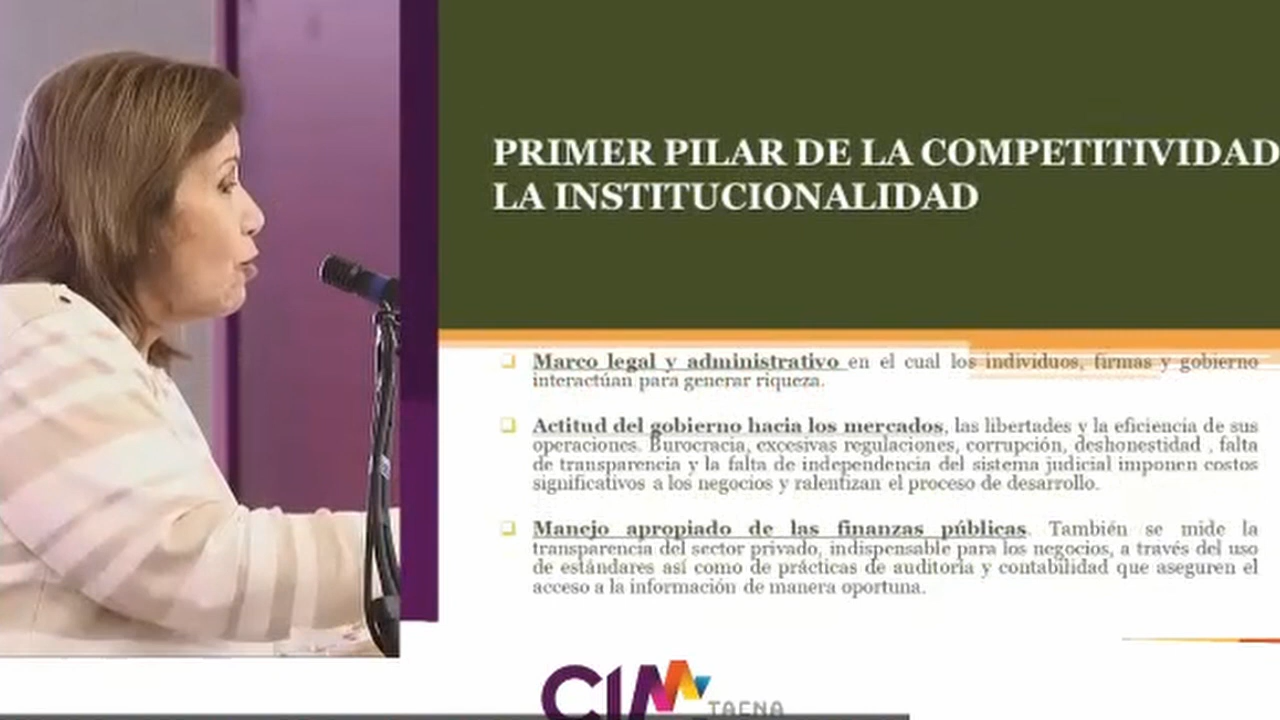 PRIMER PILAR DE LA COMPETITIVIDAD
LA INSTITUCIONALIDAD
Marco legal y administrativo en el cual los individuos, firmas y gobierno
interactúan para generar riqueza.
Actitud del gobierno hacia los mercados, las libertades y la eficiencia de sus
operaciones. Burocracia, excesivas regulaciones, corrupción, deshonestidad , falta
de transparencia y la falta de independencia del sistema judicial imponen costos
significativos a los negocios y ralentizan el proceso de desarrollo.
Manejo apropiado de las finanzas públicas. También se mide la
transparencia del sector privado, indispensable para los negocios, a través del uso
de estándares así como de prácticas de auditoría y contabilidad que aseguren el
acceso a la información de manera oportuna.
CIM
TACNA